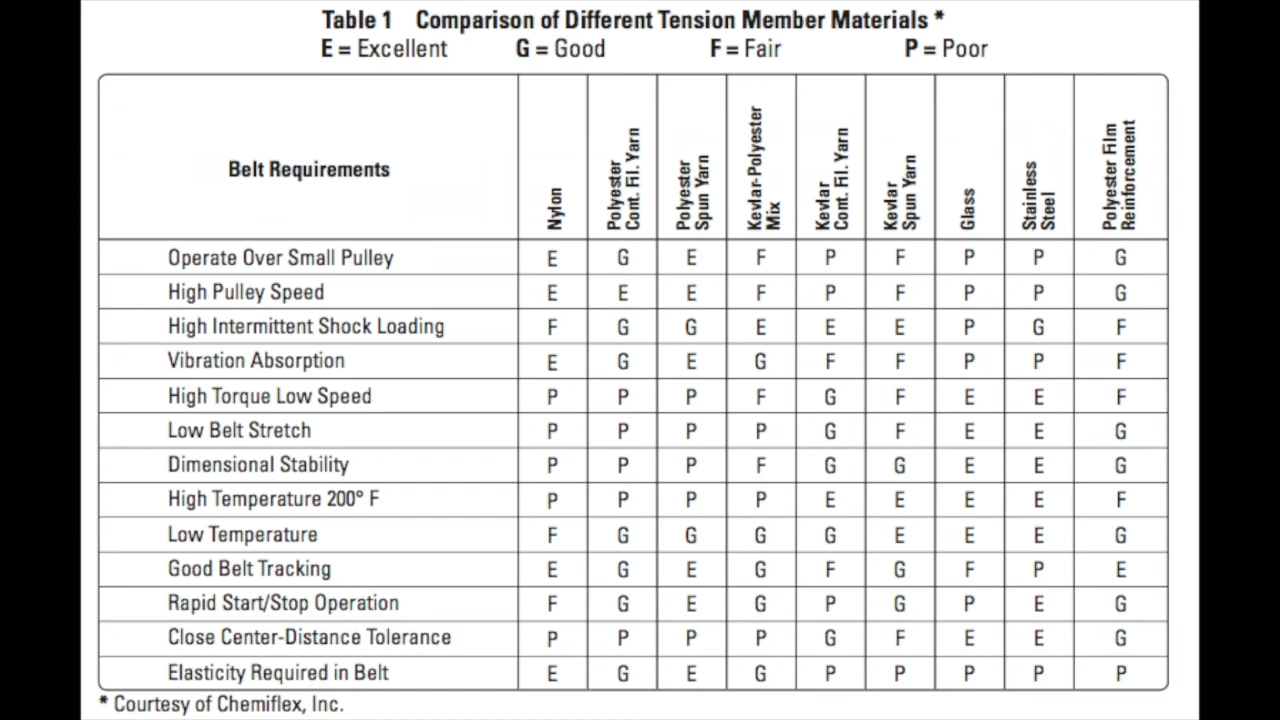 Table 1 Comparison of Different Tension Member Materials *
E = Excellent G = Good F = Fair P = Poor
Belt Requirements
Nylon
Polyester
Cont. Fil. Yarn
Polyester
Spun Yarn
Kevlar-Polyester
Mix
Kevlar
Cont. Fil. Yarn
Kevlar
Spun Yarn
Glass
Stainless
Steel
Polyester Film
Reinforcement
Operate Over Small Pulley E G E F P F P P G
High Pulley Speed E E E F P F P P G
High Intermittent Shock Loading F G G E E E P G F
Vibration Absorption E G E G F F P P F
High Torque Low Speed P P P F G F E E F
Low Belt Stretch P P P P G F E E G
Dimensional Stability P P P F G G E E G
High Temperature 200° F P P P P E E E E F
Low Temperature F G G G G E E E G
Good Belt Tracking E G E G F G F P E
Rapid Start/Stop Operation F G E G P G P E G
Close Center-Distance Tolerance P P P P G F E E G
Elasticity Required in Belt E G E G P P P P P
* Courtesy of Chemiflex, Inc.